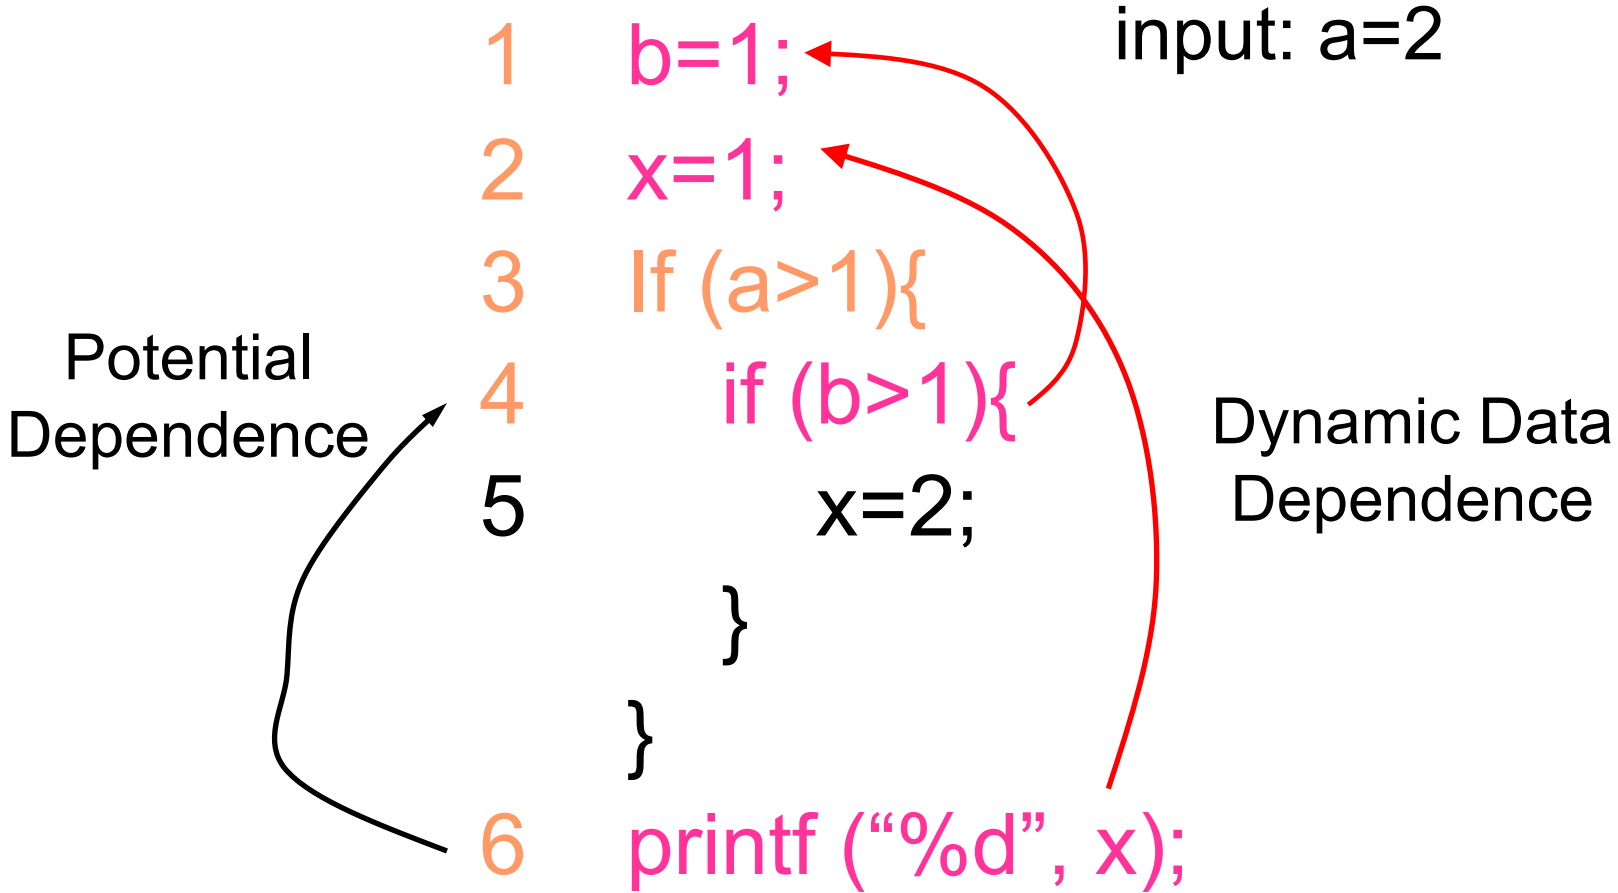 input: a=2
1 b=1;
2 x=1;
3 If (a>1){
4 if (b>1){
5 x=2;
}
}
6 printf (“%d”, x);
Potential
Dependence
Dynamic Data
Dependence